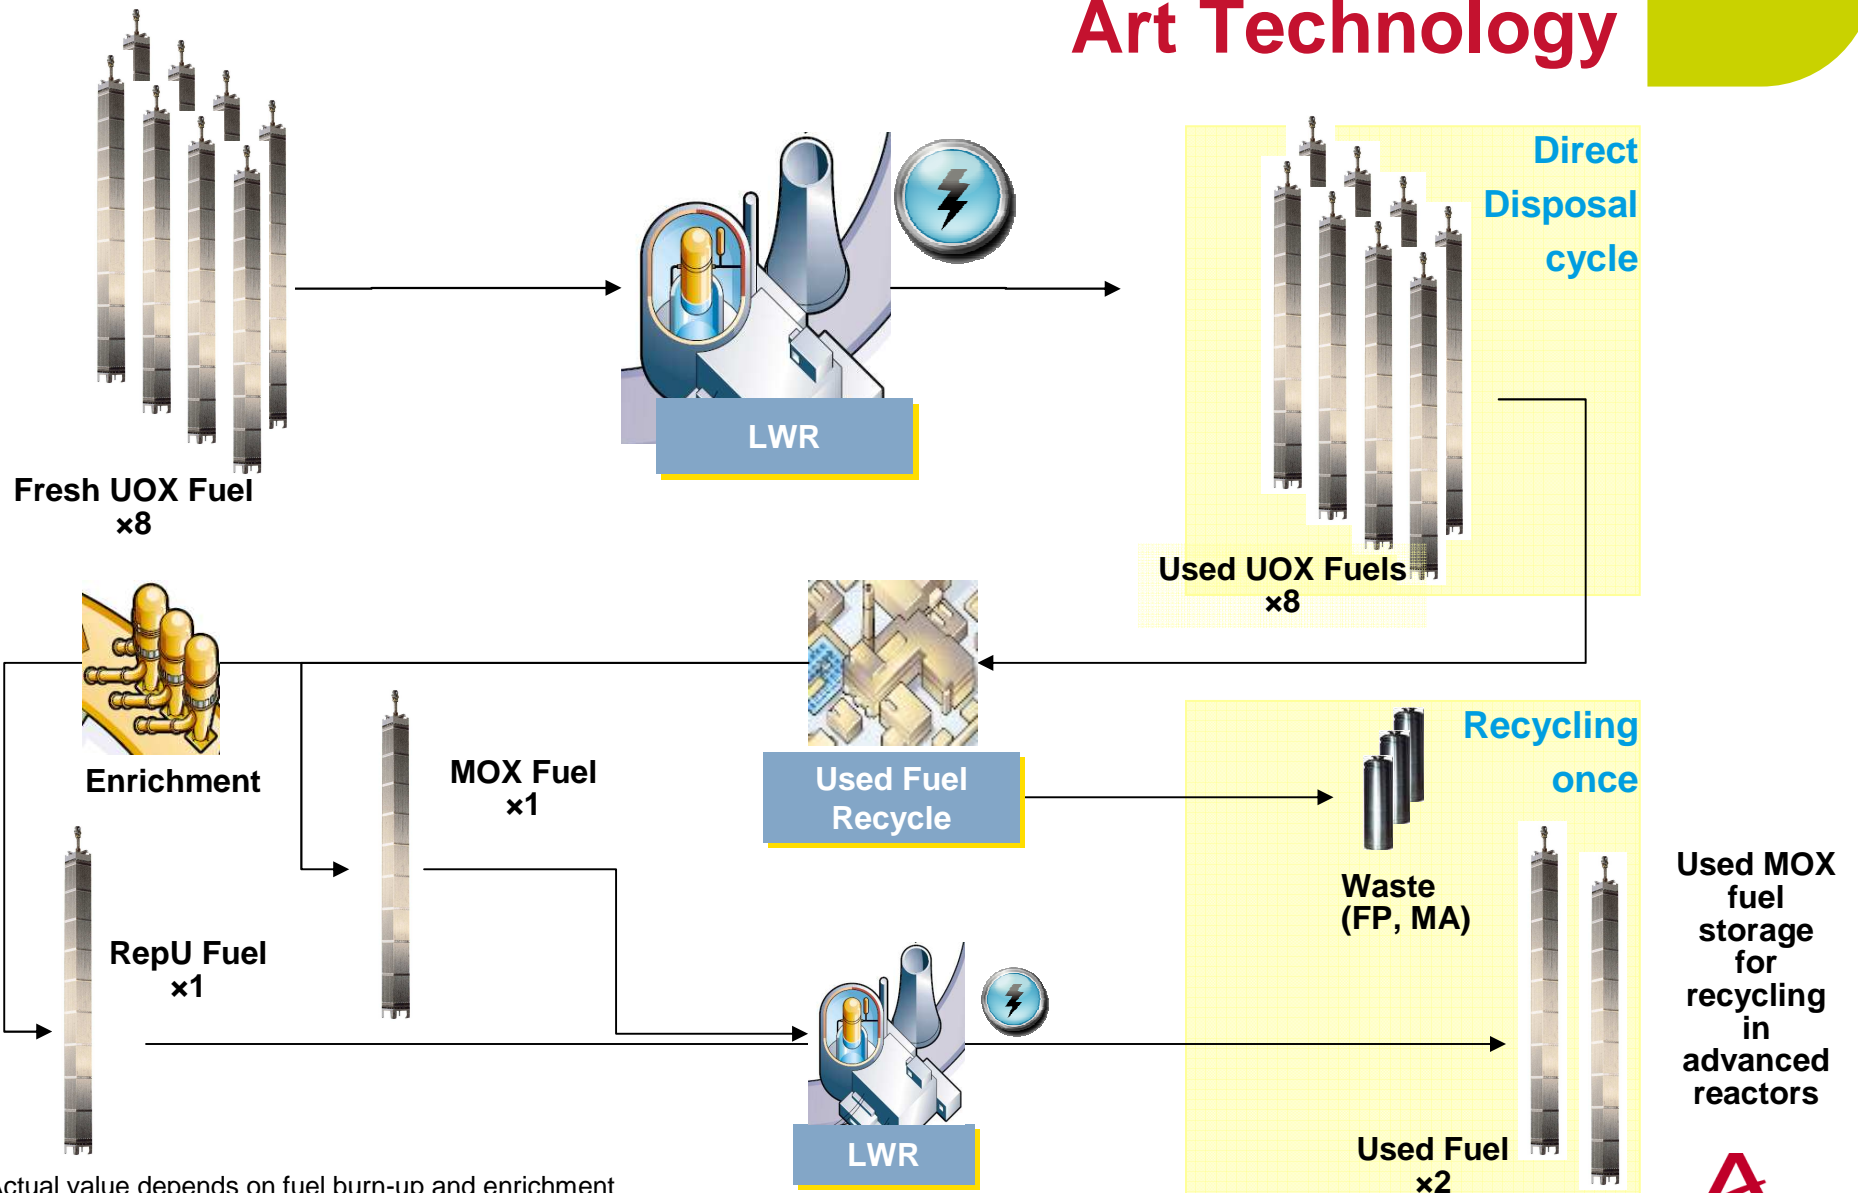 Art Technology
Direct
Disposal
cycle
LWR
Fresh UOX Fuel
×8
Used UOX Fuels
×8
Enrichment
MOX Fuel
×1
Used Fuel
Recycle
Recycling
once
Waste
(FP, MA)
Used MOX
fuel
storage
for
recycling
in
advanced
reactors
RepU Fuel
×1
LWR
Used Fuel
×2
Actual value depends on fuel burn-up and enrichment